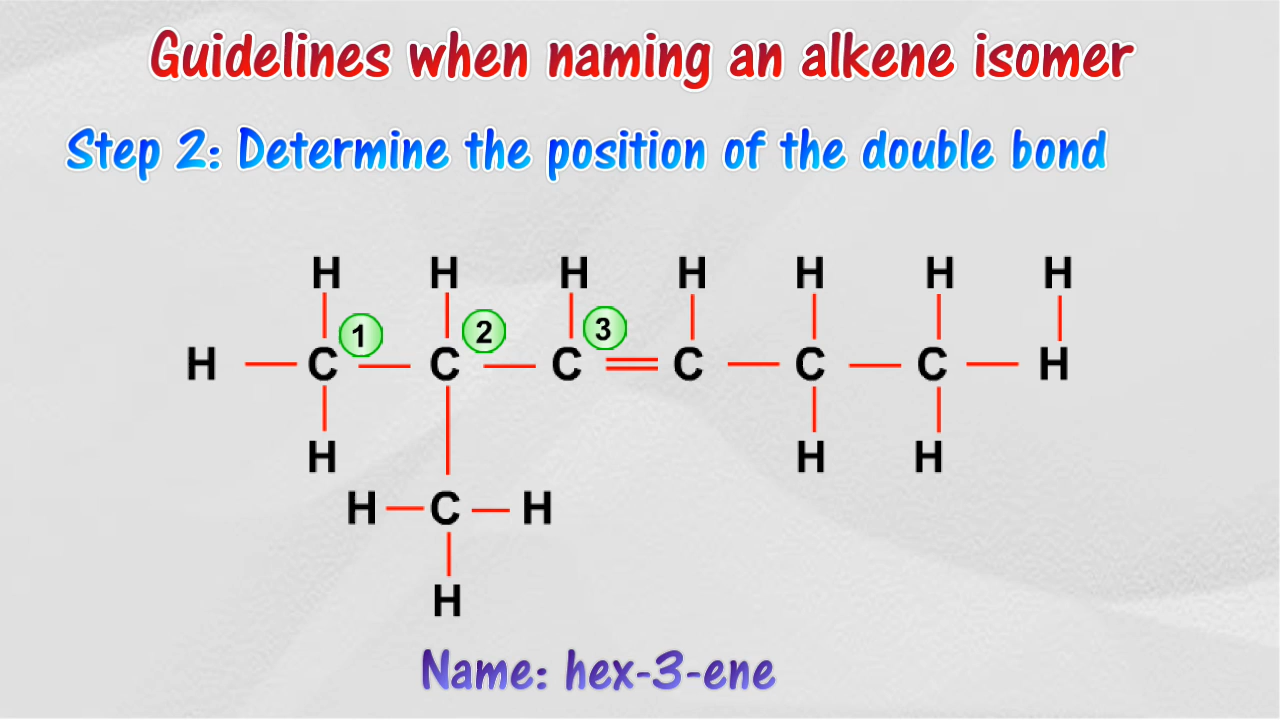 Guidelines when naming an alkene isomer
Step 2: Determine the position of the double bond
H H H H H H H
1 2 3
H C C C C C C H
H H H
H C H
H
Name: hex-3-ene